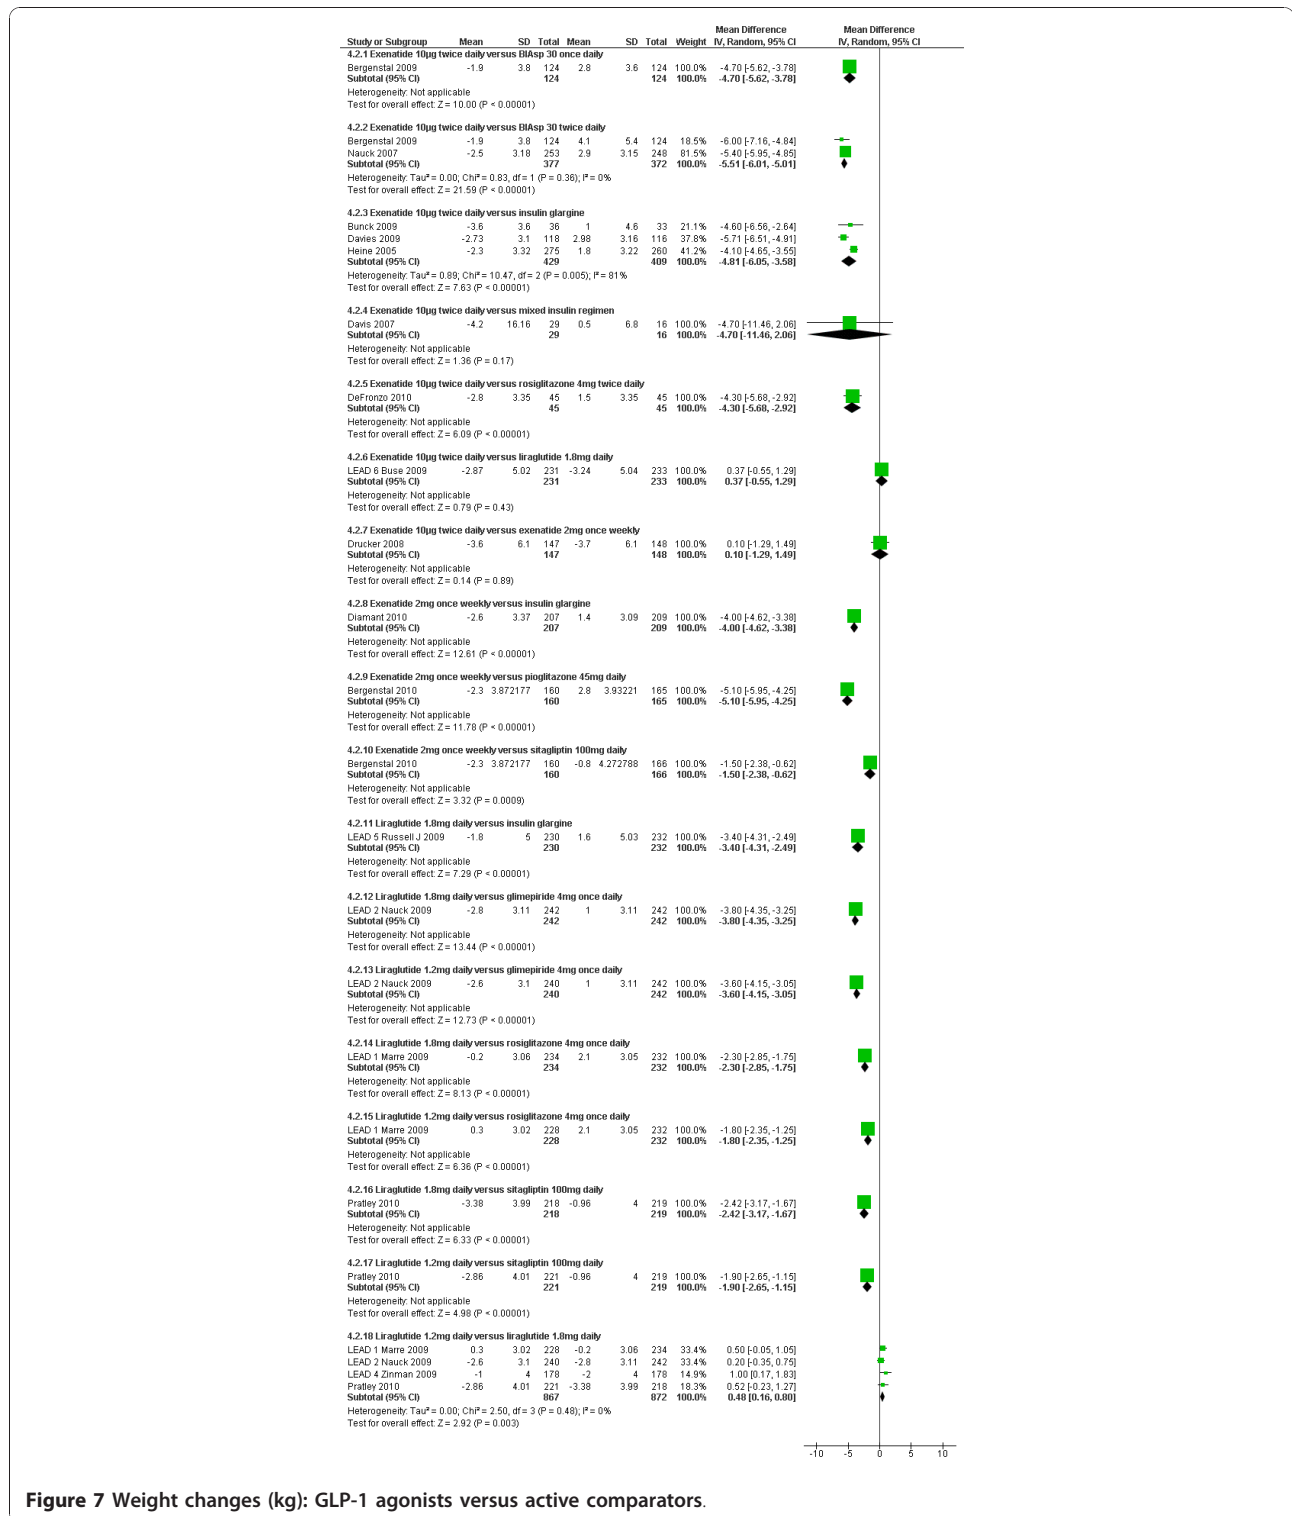 Mean Difference Mean Difference
Study or Subgroup Mean SD Total Mean SD Total Weight IV, Random, 95% CI IV, Random, 95% CI
4.2.1 Exenatide 10µg twice daily versus BIAsp 30 once daily
Bergenstal 2009 -1.9 3.8 124 2.8 3.6 124 100.0% -4.70 [-5.62, -3.78]
Subtotal (95% CI) 124 124 100.0% -4.70 [-5.62, -3.78]
Heterogeneity: Not applicable
Test for overall effect: Z = 10.00 (P < 0.00001)
4.2.2 Exenatide 10µg twice daily versus BIAsp 30 twice daily
Bergenstal 2009 -1.9 3.8 124 4.1 5.4 124 18.5% -6.00 [-7.16, -4.84]
Nauck 2007 -2.5 3.18 253 2.9 3.15 248 81.5% -5.40 [-5.95, -4.85]
Subtotal (95% CI) 377 372 100.0% -5.51 [-6.01, -5.01]
Heterogeneity: Tau² = 0.00; Chi² = 0.83, df = 1 (P = 0.36); I² = 0%
Test for overall effect: Z = 21.59 (P < 0.00001)
4.2.3 Exenatide 10µg twice daily versus insulin glargine
Bunck 2009 -3.6 3.6 36 1 4.6 33 21.1% -4.60 [-6.56, -2.64]
Davies 2009 -2.73 3.1 118 2.98 3.16 116 37.8% -5.71 [-6.51, -4.91]
Heine 2005 -2.3 3.32 275 1.8 3.22 260 41.2% -4.10 [-4.65, -3.55]
Subtotal (95% CI) 429 409 100.0% -4.81 [-6.05, -3.58]
Heterogeneity: Tau² = 0.89; Chi² = 10.47, df = 2 (P = 0.005); I² = 81%
Test for overall effect: Z = 7.63 (P < 0.00001)
4.2.4 Exenatide 10µg twice daily versus mixed insulin regimen
Davis 2007 -4.2 16.16 29 0.5 6.8 16 100.0% -4.70 [-11.46, 2.06]
Subtotal (95% CI) 29 16 100.0% -4.70 [-11.46, 2.06]
Heterogeneity: Not applicable
Test for overall effect: Z = 1.36 (P = 0.17)
4.2.5 Exenatide 10µg twice daily versus rosiglitazone 4mg twice daily
DeFronzo 2010 -2.8 3.35 45 1.5 3.35 45 100.0% -4.30 [-5.68, -2.92]
Subtotal (95% CI) 45 45 100.0% -4.30 [-5.68, -2.92]
Heterogeneity: Not applicable
Test for overall effect: Z = 6.09 (P < 0.00001)
4.2.6 Exenatide 10µg twice daily versus liraglutide 1.8mg daily
LEAD 6 Buse 2009 -2.87 5.02 231 -3.24 5.04 233 100.0% 0.37 [-0.55, 1.29]
Subtotal (95% CI) 231 233 100.0% 0.37 [-0.55, 1.29]
Heterogeneity: Not applicable
Test for overall effect: Z = 0.79 (P = 0.43)
4.2.7 Exenatide 10µg twice daily versus exenatide 2mg once weekly
Drucker 2008 -3.6 6.1 147 -3.7 6.1 148 100.0% 0.10 [-1.29, 1.49]
Subtotal (95% CI) 147 148 100.0% 0.10 [-1.29, 1.49]
Heterogeneity: Not applicable
Test for overall effect: Z = 0.14 (P = 0.89)
4.2.8 Exenatide 2mg once weekly versus insulin glargine
Diamant 2010 -2.6 3.37 207 1.4 3.09 209 100.0% -4.00 [-4.62, -3.38]
Subtotal (95% CI) 207 209 100.0% -4.00 [-4.62, -3.38]
Heterogeneity: Not applicable
Test for overall effect: Z = 12.61 (P < 0.00001)
4.2.9 Exenatide 2mg once weekly versus pioglitazone 45mg daily
Bergenstal 2010 -2.3 3.872177 160 2.8 3.93221 165 100.0% -5.10 [-5.95, -4.25]
Subtotal (95% CI) 160 165 100.0% -5.10 [-5.95, -4.25]
Heterogeneity: Not applicable
Test for overall effect: Z = 11.78 (P < 0.00001)
4.2.10 Exenatide 2mg once weekly versus sitagliptin 100mg daily
Bergenstal 2010 -2.3 3.872177 160 -0.8 4.272788 166 100.0% -1.50 [-2.38, -0.62]
Subtotal (95% CI) 160 166 100.0% -1.50 [-2.38, -0.62]
Heterogeneity: Not applicable
Test for overall effect: Z = 3.32 (P = 0.0009)
4.2.11 Liraglutide 1.8mg daily versus insulin glargine
LEAD 5 Russell J 2009 -1.8 5 230 1.6 5.03 232 100.0% -3.40 [-4.31, -2.49]
Subtotal (95% CI) 230 232 100.0% -3.40 [-4.31, -2.49]
Heterogeneity: Not applicable
Test for overall effect: Z = 7.29 (P < 0.00001)
4.2.12 Liraglutide 1.8mg daily versus glimepiride 4mg once daily
LEAD 2 Nauck 2009 -2.8 3.11 242 1 3.11 242 100.0% -3.80 [-4.35, -3.25]
Subtotal (95% CI) 242 242 100.0% -3.80 [-4.35, -3.25]
Heterogeneity: Not applicable
Test for overall effect: Z = 13.44 (P < 0.00001)
4.2.13 Liraglutide 1.2mg daily versus glimepiride 4mg once daily
LEAD 2 Nauck 2009 -2.6 3.1 240 1 3.11 242 100.0% -3.60 [-4.15, -3.05]
Subtotal (95% CI) 240 242 100.0% -3.60 [-4.15, -3.05]
Heterogeneity: Not applicable
Test for overall effect: Z = 12.73 (P < 0.00001)
4.2.14 Liraglutide 1.8mg daily versus rosiglitazone 4mg once daily
LEAD 1 Marre 2009 -0.2 3.06 234 2.1 3.05 232 100.0% -2.30 [-2.85, -1.75]
Subtotal (95% CI) 234 232 100.0% -2.30 [-2.85, -1.75]
Heterogeneity: Not applicable
Test for overall effect: Z = 8.13 (P < 0.00001)
4.2.15 Liraglutide 1.2mg daily versus rosiglitazone 4mg once daily
LEAD 1 Marre 2009 0.3 3.02 228 2.1 3.05 232 100.0% -1.80 [-2.35, -1.25]
Subtotal (95% CI) 228 232 100.0% -1.80 [-2.35, -1.25]
Heterogeneity: Not applicable
Test for overall effect: Z = 6.36 (P < 0.00001)
4.2.16 Liraglutide 1.8mg daily versus sitagliptin 100mg daily
Pratley 2010 -3.38 3.99 218 -0.96 4 219 100.0% -2.42 [-3.17, -1.67]
Subtotal (95% CI) 218 219 100.0% -2.42 [-3.17, -1.67]
Heterogeneity: Not applicable
Test for overall effect: Z = 6.33 (P < 0.00001)
4.2.17 Liraglutide 1.2mg daily versus sitagliptin 100mg daily
Pratley 2010 -2.86 4.01 221 -0.96 4 219 100.0% -1.90 [-2.65, -1.15]
Subtotal (95% CI) 221 219 100.0% -1.90 [-2.65, -1.15]
Heterogeneity: Not applicable
Test for overall effect: Z = 4.98 (P < 0.00001)
4.2.18 Liraglutide 1.2mg daily versus liraglutide 1.8mg daily
LEAD 1 Marre 2009 0.3 3.02 228 -0.2 3.06 234 33.4% 0.50 [-0.05, 1.05]
LEAD 2 Nauck 2009 -2.6 3.1 240 -2.8 3.11 242 33.4% 0.20 [-0.35, 0.75]
LEAD 4 Zinman 2009 -1 4 178 -2 4 178 14.9% 1.00 [0.17, 1.83]
Pratley 2010 -2.86 4.01 221 -3.38 3.99 218 18.3% 0.52 [-0.23, 1.27]
Subtotal (95% CI) 867 872 100.0% 0.48 [0.16, 0.80]
Heterogeneity: Tau² = 0.00; Chi² = 2.50, df = 3 (P = 0.48); I² = 0%
Test for overall effect: Z = 2.92 (P = 0.003)
-10 -5 0 5 10
Figure 7 Weight changes (kg): GLP-1 agonists versus active comparators.